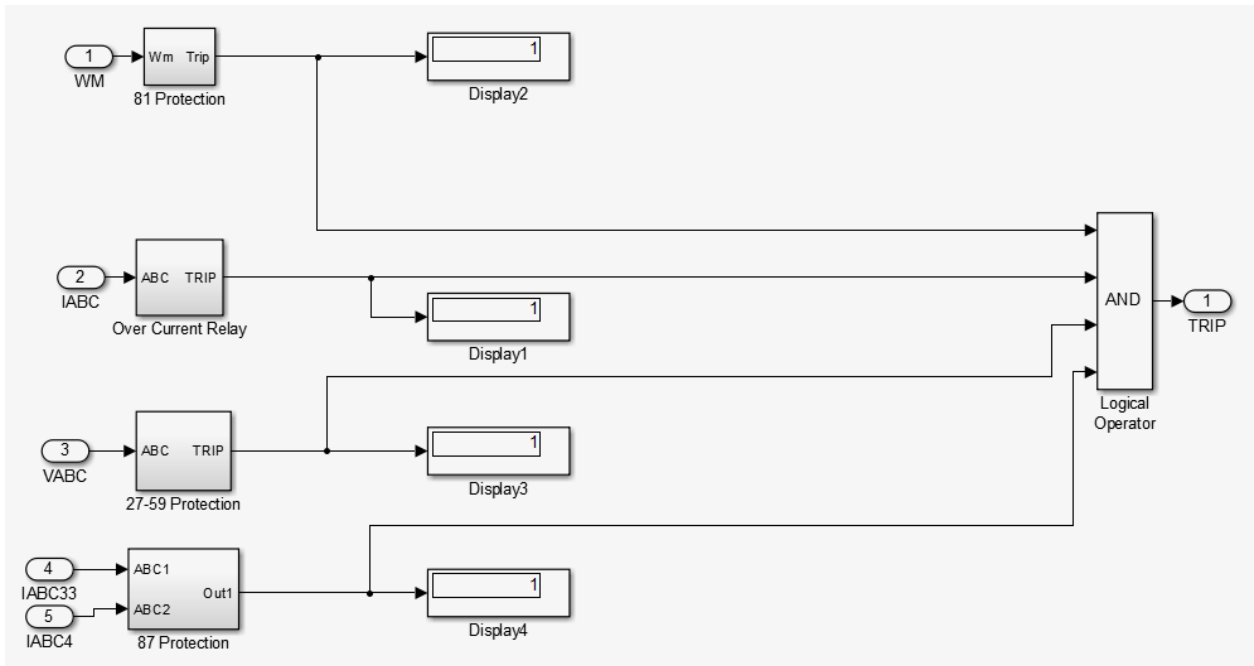 1
WM
Wm Trip
81 Protection
1
Display2
2
IABC
ABC TRIP
Over Current Relay
1
Display1
AND
Logical
Operator
1
TRIP
3
VABC
ABC TRIP
27-59 Protection
1
Display3
4
IABC33
5
IABC4
ABC1
ABC2
Out1
87 Protection
1
Display4